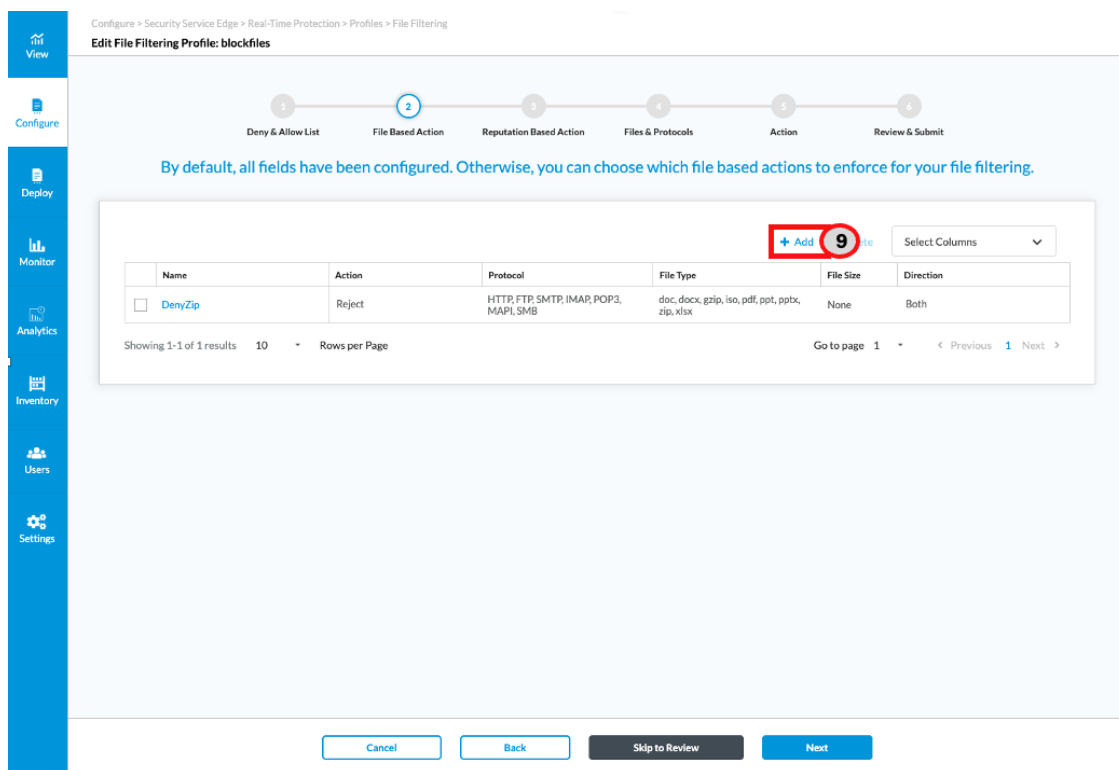 Configure > Security Service Edge > Real-Time Protection > Profiles > File Filtering
Edit File Filtering Profile: blockfiles
View
Configure
Deploy
Monitor
Analytics
Inventory
Users
Settings
1
2
3
4
5
6
Deny & Allow List
File Based Action
Reputation Based Action
Files & Protocols
Action
Review & Submit
By default, all fields have been configured. Otherwise, you can choose which file based actions to enforce for your file filtering.
+ Add
9
Select Columns
Name
Action
Protocol
File Type
File Size
Direction
DenyZip
Reject
HTTP, FTP, SMTP, IMAP, POP3,
MAPI, SMB
doc, docx, gzip, iso, pdf, ppt, pptx,
zip, xlsx
None
Both
Showing 1-1 of 1 results
10
Rows per Page
Go to page 1
< Previous 1 Next >
Cancel
Back
Skip to Review
Next